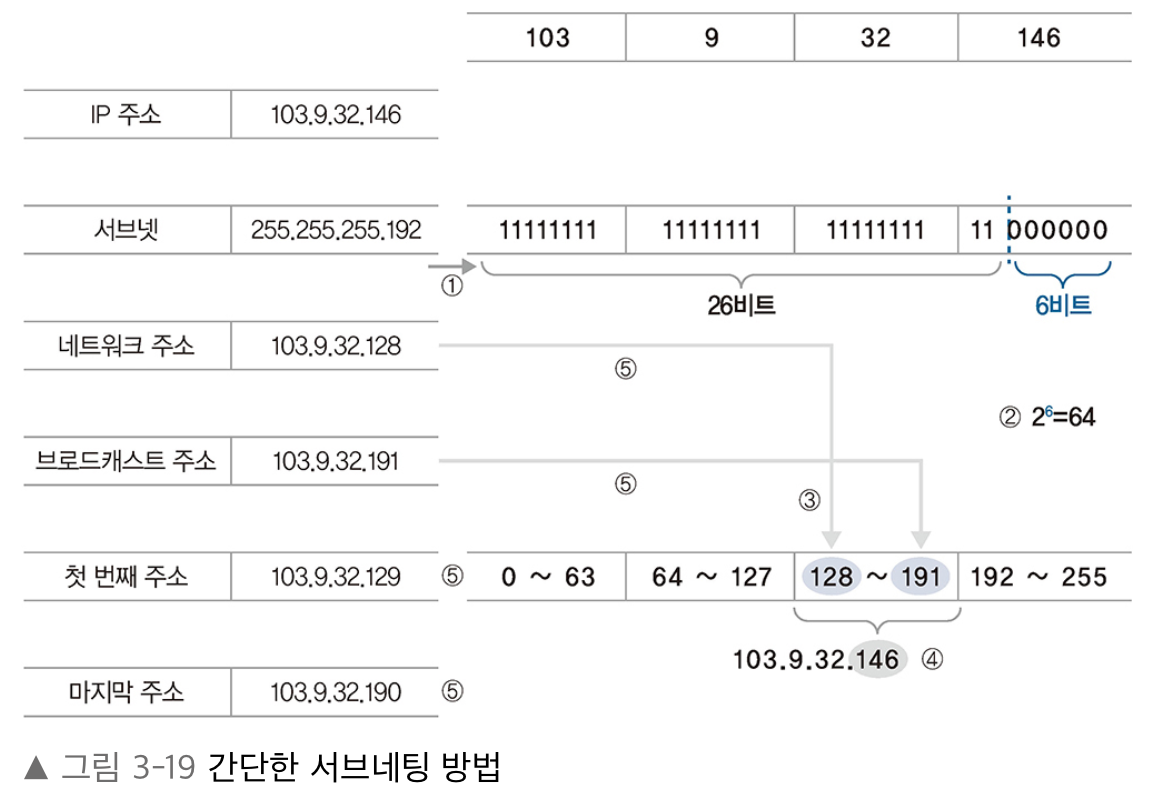 103 9 32 146
IP 주소 103.9.32.146
서브넷 255.255.255.192 11111111 11111111 11111111 11 000000
①
26비트 6비트
네트워크 주소 103.9.32.128
⑤
② 2⁶=64
브로드캐스트 주소 103.9.32.191
⑤
③
첫 번째 주소 103.9.32.129 ⑤ 0 ~ 63 64 ~ 127 128 ~ 191 192 ~ 255
103.9.32.146 ④
마지막 주소 103.9.32.190 ⑤
▲ 그림 3-19 간단한 서브네팅 방법